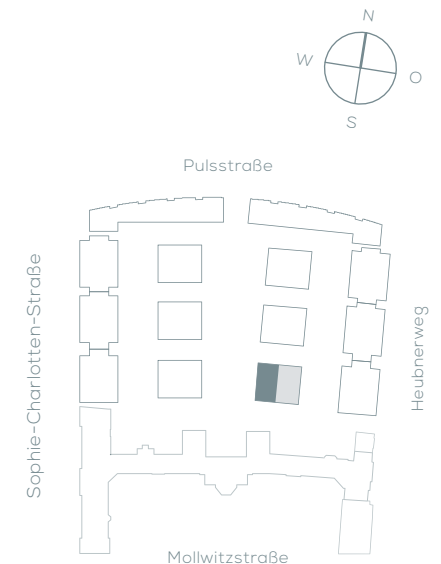 N
W
O
S
Pulsstraße
Sophie-Charlotten-Straße
Heubnerweg
Mollwitzstraße